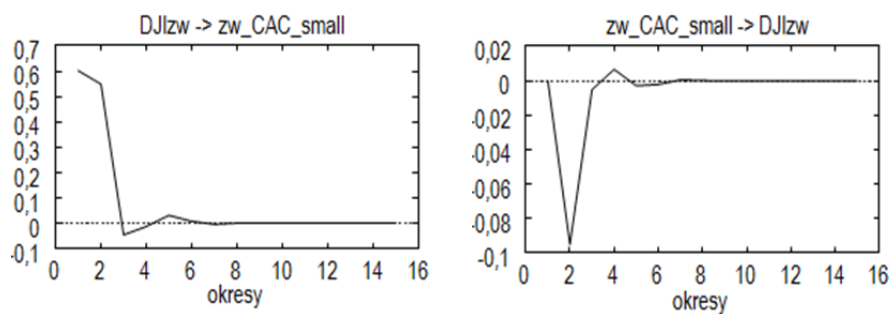 DJIzw -> zw_CAC_small
0,7
0,6
0,5
0,4
0,3
0,2
0,1
0
-0,1
0 2 4 6 8 10 12 14 16
okresy
zw_CAC_small -> DJIzw
0,02
0
-0,02
-0,04
-0,06
-0,08
-0,1
0 2 4 6 8 10 12 14 16
okresy